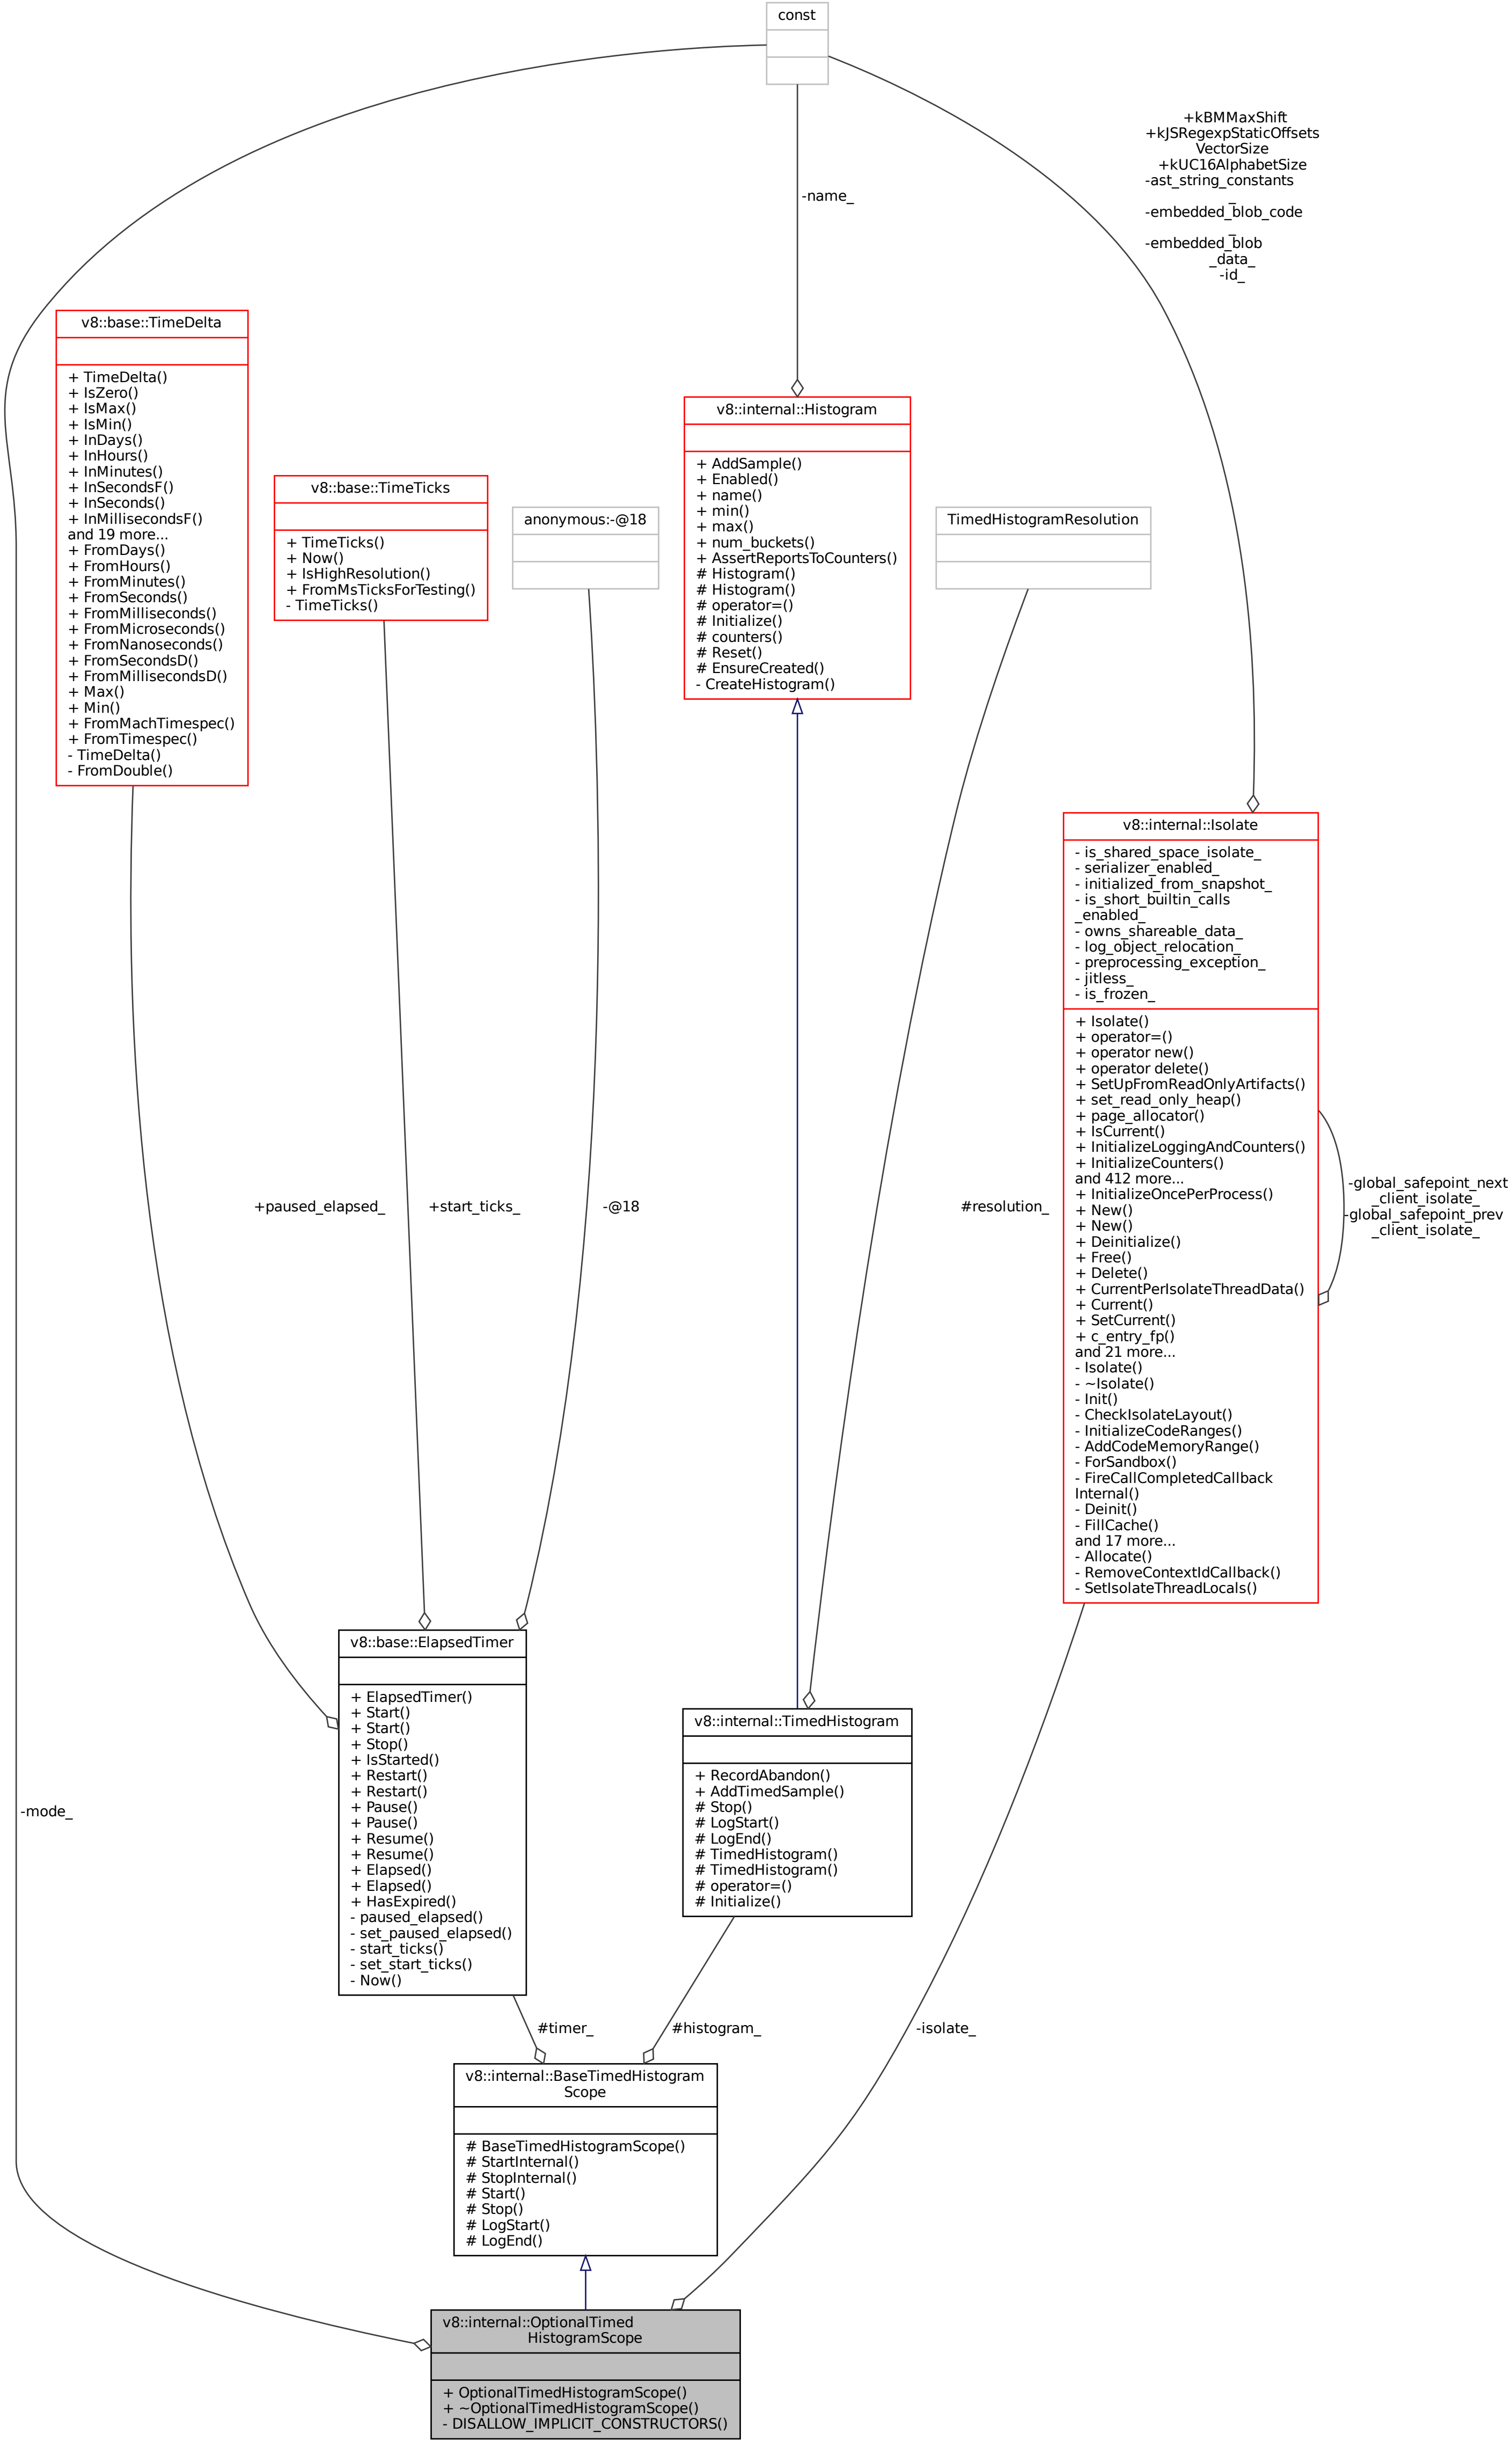 const
+kBMMaxShift
+kJSRegexpStaticOffsets
VectorSize
+kUC16AlphabetSize
-ast_string_constants
_
-embedded_blob_code
_
-embedded_blob
_data_
-id_
-name_
v8::base::TimeDelta
+ TimeDelta()
+ IsZero()
+ IsMax()
+ IsMin()
+ InDays()
+ InHours()
+ InMinutes()
+ InSecondsF()
+ InSeconds()
+ InMillisecondsF()
and 19 more...
+ FromDays()
+ FromHours()
+ FromMinutes()
+ FromSeconds()
+ FromMilliseconds()
+ FromMicroseconds()
+ FromNanoseconds()
+ FromSecondsD()
+ FromMillisecondsD()
+ Max()
+ Min()
+ FromMachTimespec()
+ FromTimespec()
- TimeDelta()
- FromDouble()
v8::base::TimeTicks
+ TimeTicks()
+ Now()
+ IsHighResolution()
+ FromMsTicksForTesting()
- TimeTicks()
anonymous:-@18
v8::internal::Histogram
+ AddSample()
+ Enabled()
+ name()
+ min()
+ max()
+ num_buckets()
+ AssertReportsToCounters()
# Histogram()
# Histogram()
# operator=()
# Initialize()
# counters()
# Reset()
# EnsureCreated()
- CreateHistogram()
TimedHistogramResolution
v8::internal::Isolate
- is_shared_space_isolate_
- serializer_enabled_
- initialized_from_snapshot_
- is_short_builtin_calls
_enabled_
- owns_shareable_data_
- log_object_relocation_
- preprocessing_exception_
- jitless_
- is_frozen_
+ Isolate()
+ operator=()
+ operator new()
+ operator delete()
+ SetUpFromReadOnlyArtifacts()
+ set_read_only_heap()
+ page_allocator()
+ IsCurrent()
+ InitializeLoggingAndCounters()
+ InitializeCounters()
and 412 more...
+ InitializeOncePerProcess()
+ New()
+ New()
+ Deinitialize()
+ Free()
+ Delete()
+ CurrentPerIsolateThreadData()
+ Current()
+ SetCurrent()
+ c_entry_fp()
and 21 more...
- Isolate()
- ~Isolate()
- Init()
- CheckIsolateLayout()
- InitializeCodeRanges()
- AddCodeMemoryRange()
- ForSandbox()
- FireCallCompletedCallback
Internal()
- Deinit()
- FillCache()
and 17 more...
- Allocate()
- RemoveContextIdCallback()
- SetIsolateThreadLocals()
-global_safepoint_next
_client_isolate_
-global_safepoint_prev
_client_isolate_
+paused_elapsed_
+start_ticks_
-@18
#resolution_
v8::base::ElapsedTimer
+ ElapsedTimer()
+ Start()
+ Start()
+ Stop()
+ IsStarted()
+ Restart()
+ Restart()
+ Pause()
+ Pause()
+ Resume()
+ Resume()
+ Elapsed()
+ Elapsed()
+ HasExpired()
- paused_elapsed()
- set_paused_elapsed()
- start_ticks()
- set_start_ticks()
- Now()
v8::internal::TimedHistogram
+ RecordAbandon()
+ AddTimedSample()
# Stop()
# LogStart()
# LogEnd()
# TimedHistogram()
# TimedHistogram()
# operator=()
# Initialize()
-mode_
#timer_
#histogram_
-isolate_
v8::internal::BaseTimedHistogram
Scope
# BaseTimedHistogramScope()
# StartInternal()
# StopInternal()
# Start()
# Stop()
# LogStart()
# LogEnd()
v8::internal::OptionalTimed
HistogramScope
+ OptionalTimedHistogramScope()
+ ~OptionalTimedHistogramScope()
- DISALLOW_IMPLICIT_CONSTRUCTORS()